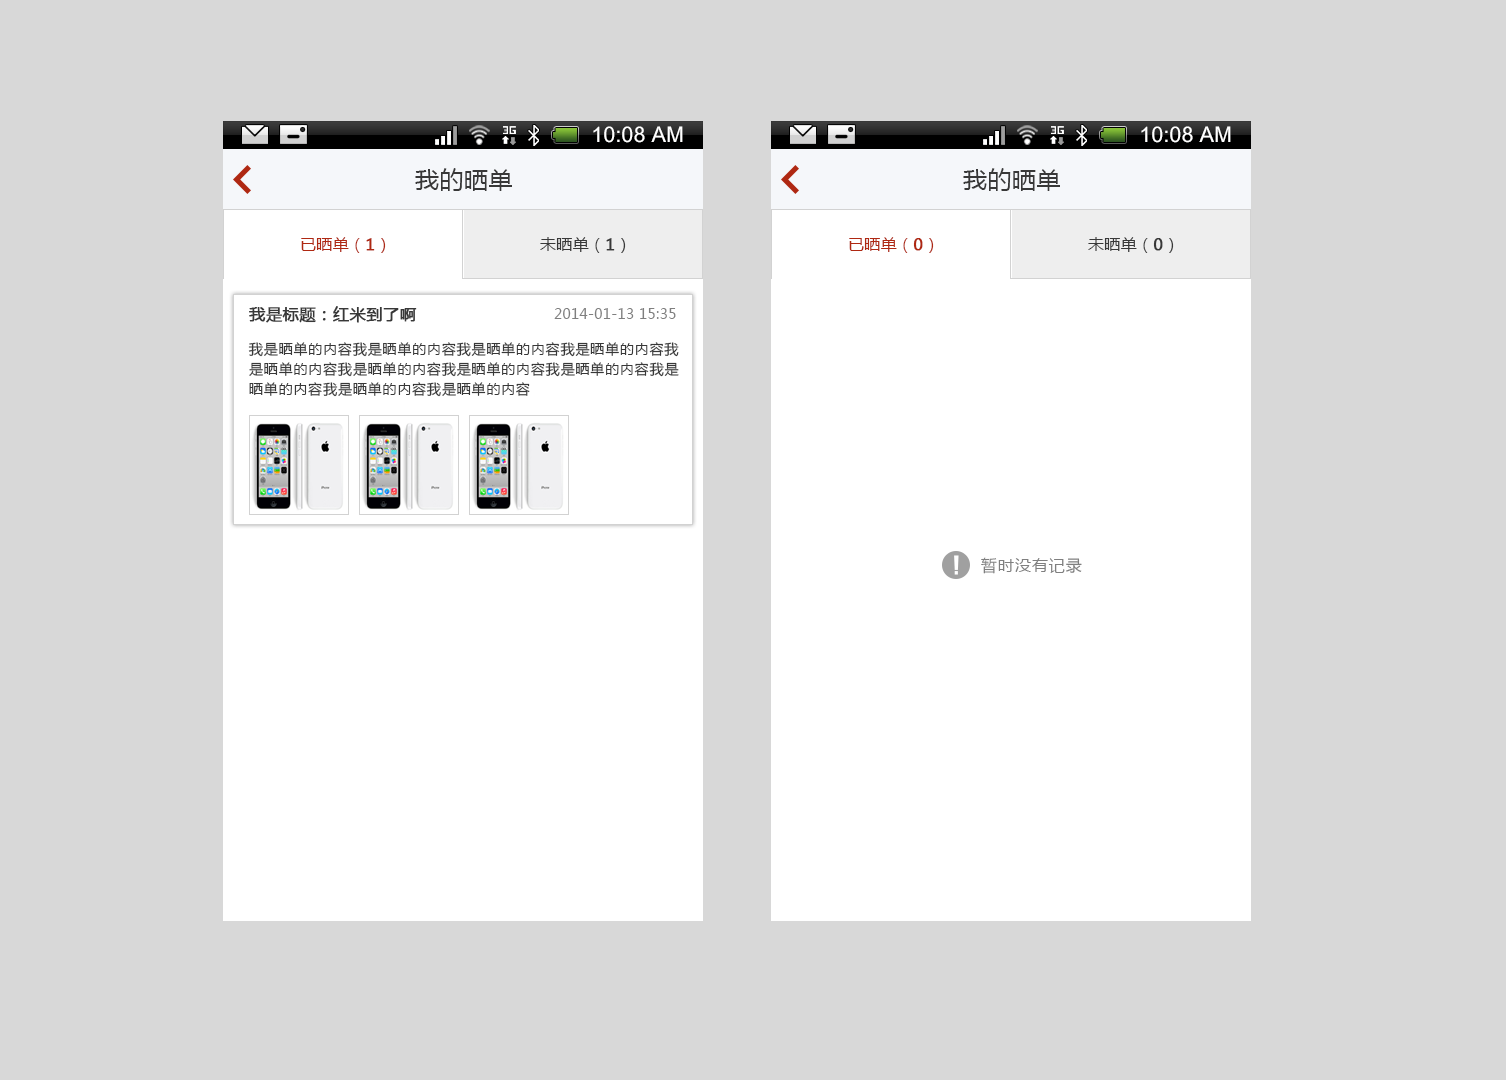 3G 10:08 AM
我的晒单
已晒单（1）
未晒单（1）
我是标题：红米到了啊
2014-01-13 15:35
我是晒单的内容我是晒单的内容我是晒单的内容我是晒单的内容我
是晒单的内容我是晒单的内容我是晒单的内容我是晒单的内容我是
晒单的内容我是晒单的内容我是晒单的内容
iPhone
iPhone
iPhone
3G 10:08 AM
我的晒单
已晒单（0）
未晒单（0）
暂时没有记录